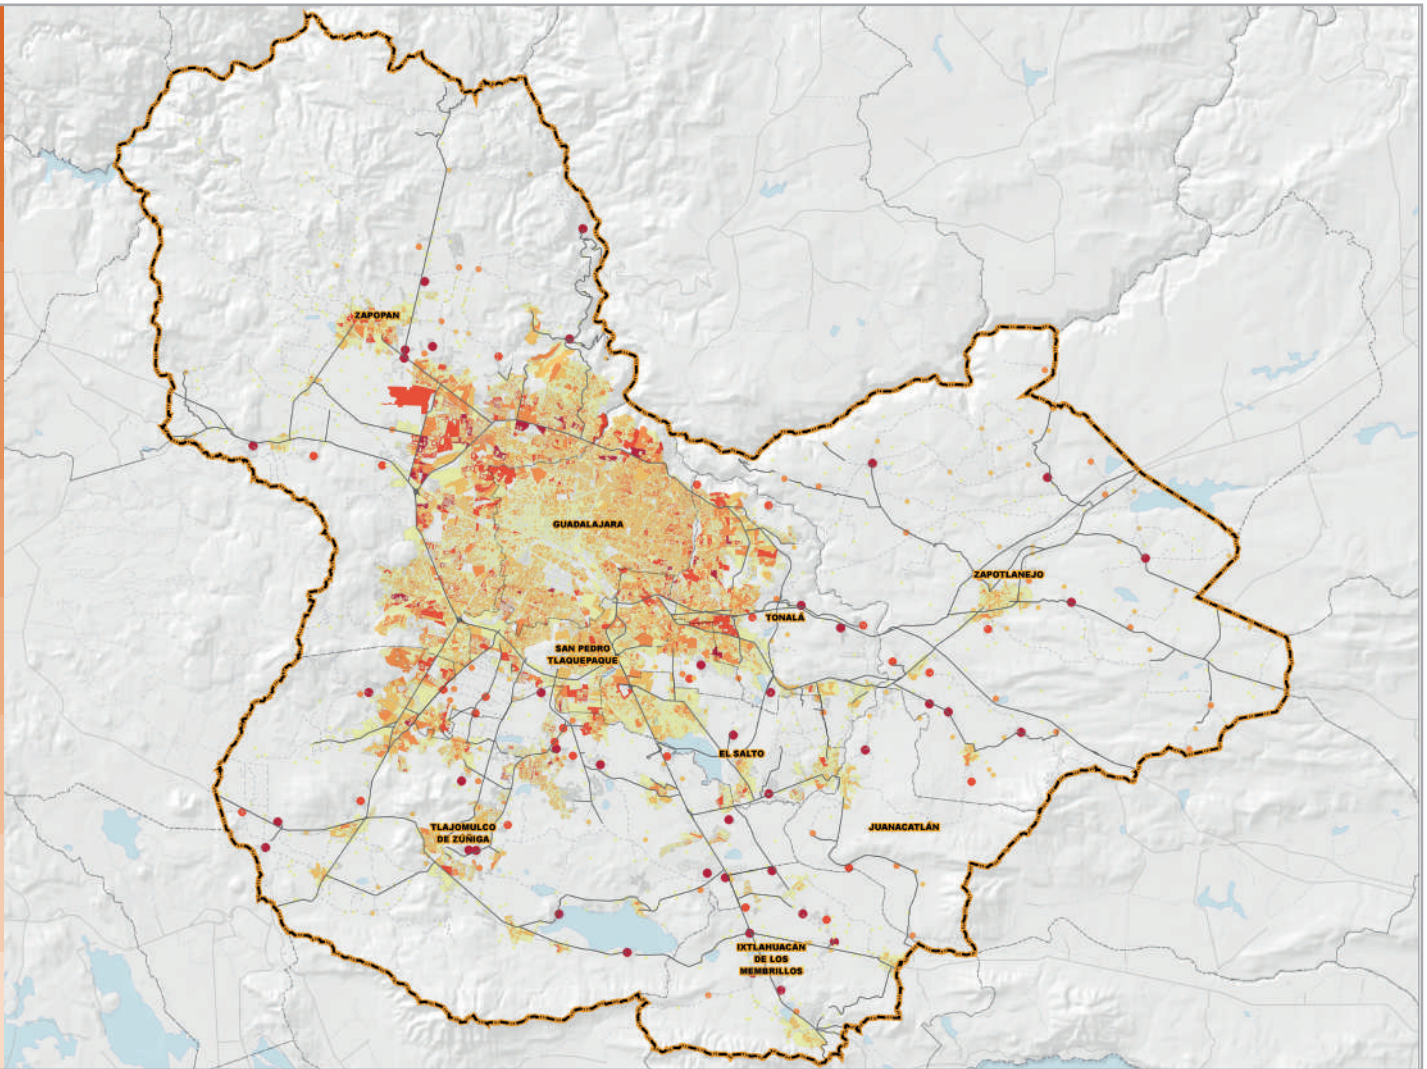 ZAPOPAN
GUADALAJARA
ZAPOTLANEJO
TONALÁ
SAN PEDRO
TLAQUEPAQUE
EL SALTO
TLAJOMULCO
DE ZÚÑIGA
JUANACATLÁN
IXTLAHUACÁN
DE LOS
MEMBRILLOS